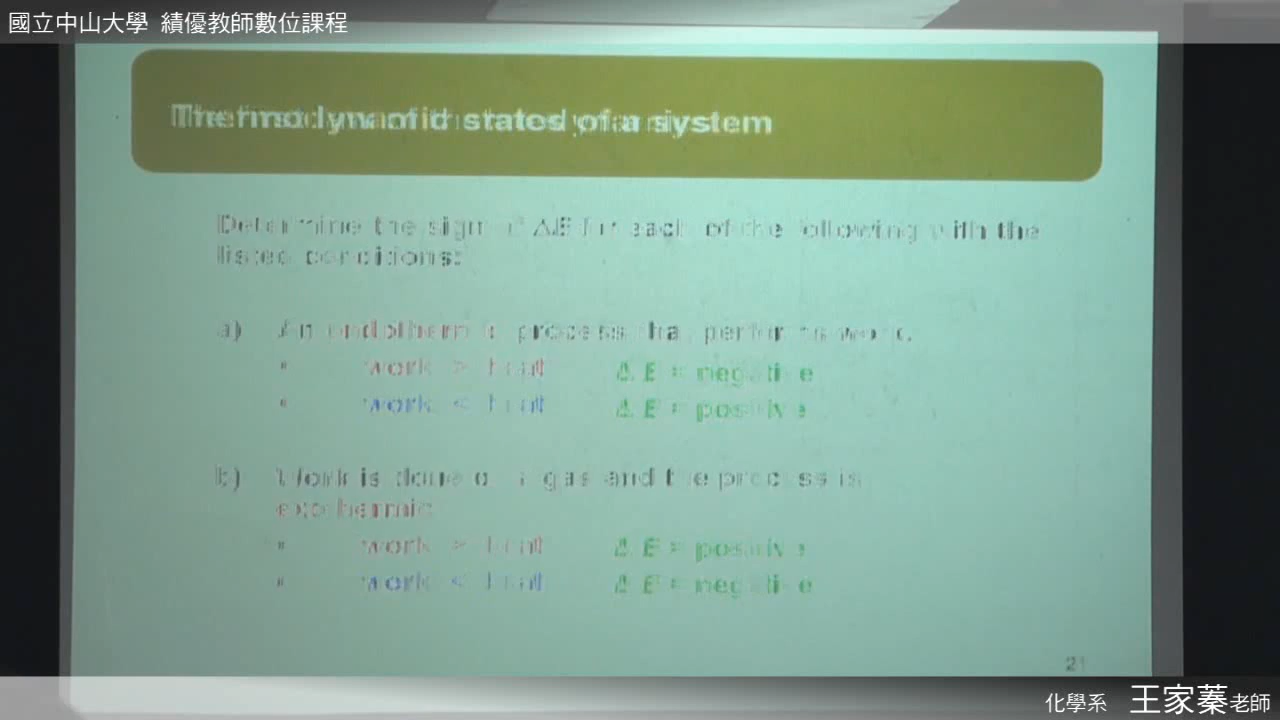 國立中山大學 績優教師數位課程
of a system
Determine the sign of ΔE for each of the following with the
listed conditions:
a) An endothermic process that performs work.
work > heat ΔE = negative
work < heat ΔE = positive
b) Work is done on a gas and the process is
exothermic
work > heat ΔE = positive
work < heat ΔE = negative
21
化學系 王家蓁老師